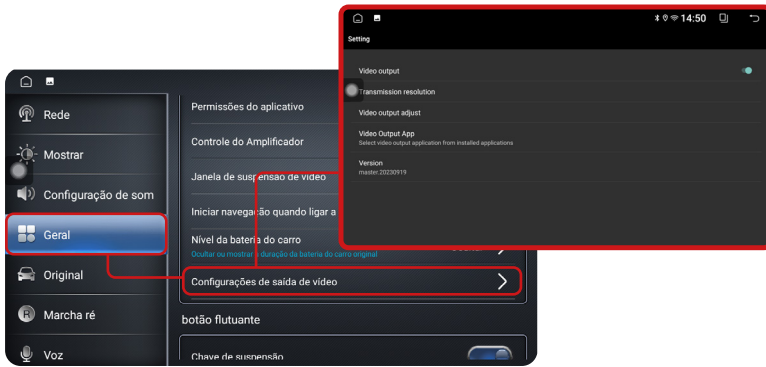 14:50
Setting
Video output
Transmission resolution
Video output adjust
Video Output App
Select video output application from installed applications
Version
master.20230919
Rede
Mostrar
Configuração de som
Geral
Original
R
Marcha ré
Voz
Permissões do aplicativo
Controle do Amplificador
Janela de suspensão de vídeo
Iniciar navegação quando ligar a
Nível da bateria do carro
Ocultar ou mostrar a duração da bateria do carro original
Configurações de saída de vídeo
botão flutuante
Chave de suspensão